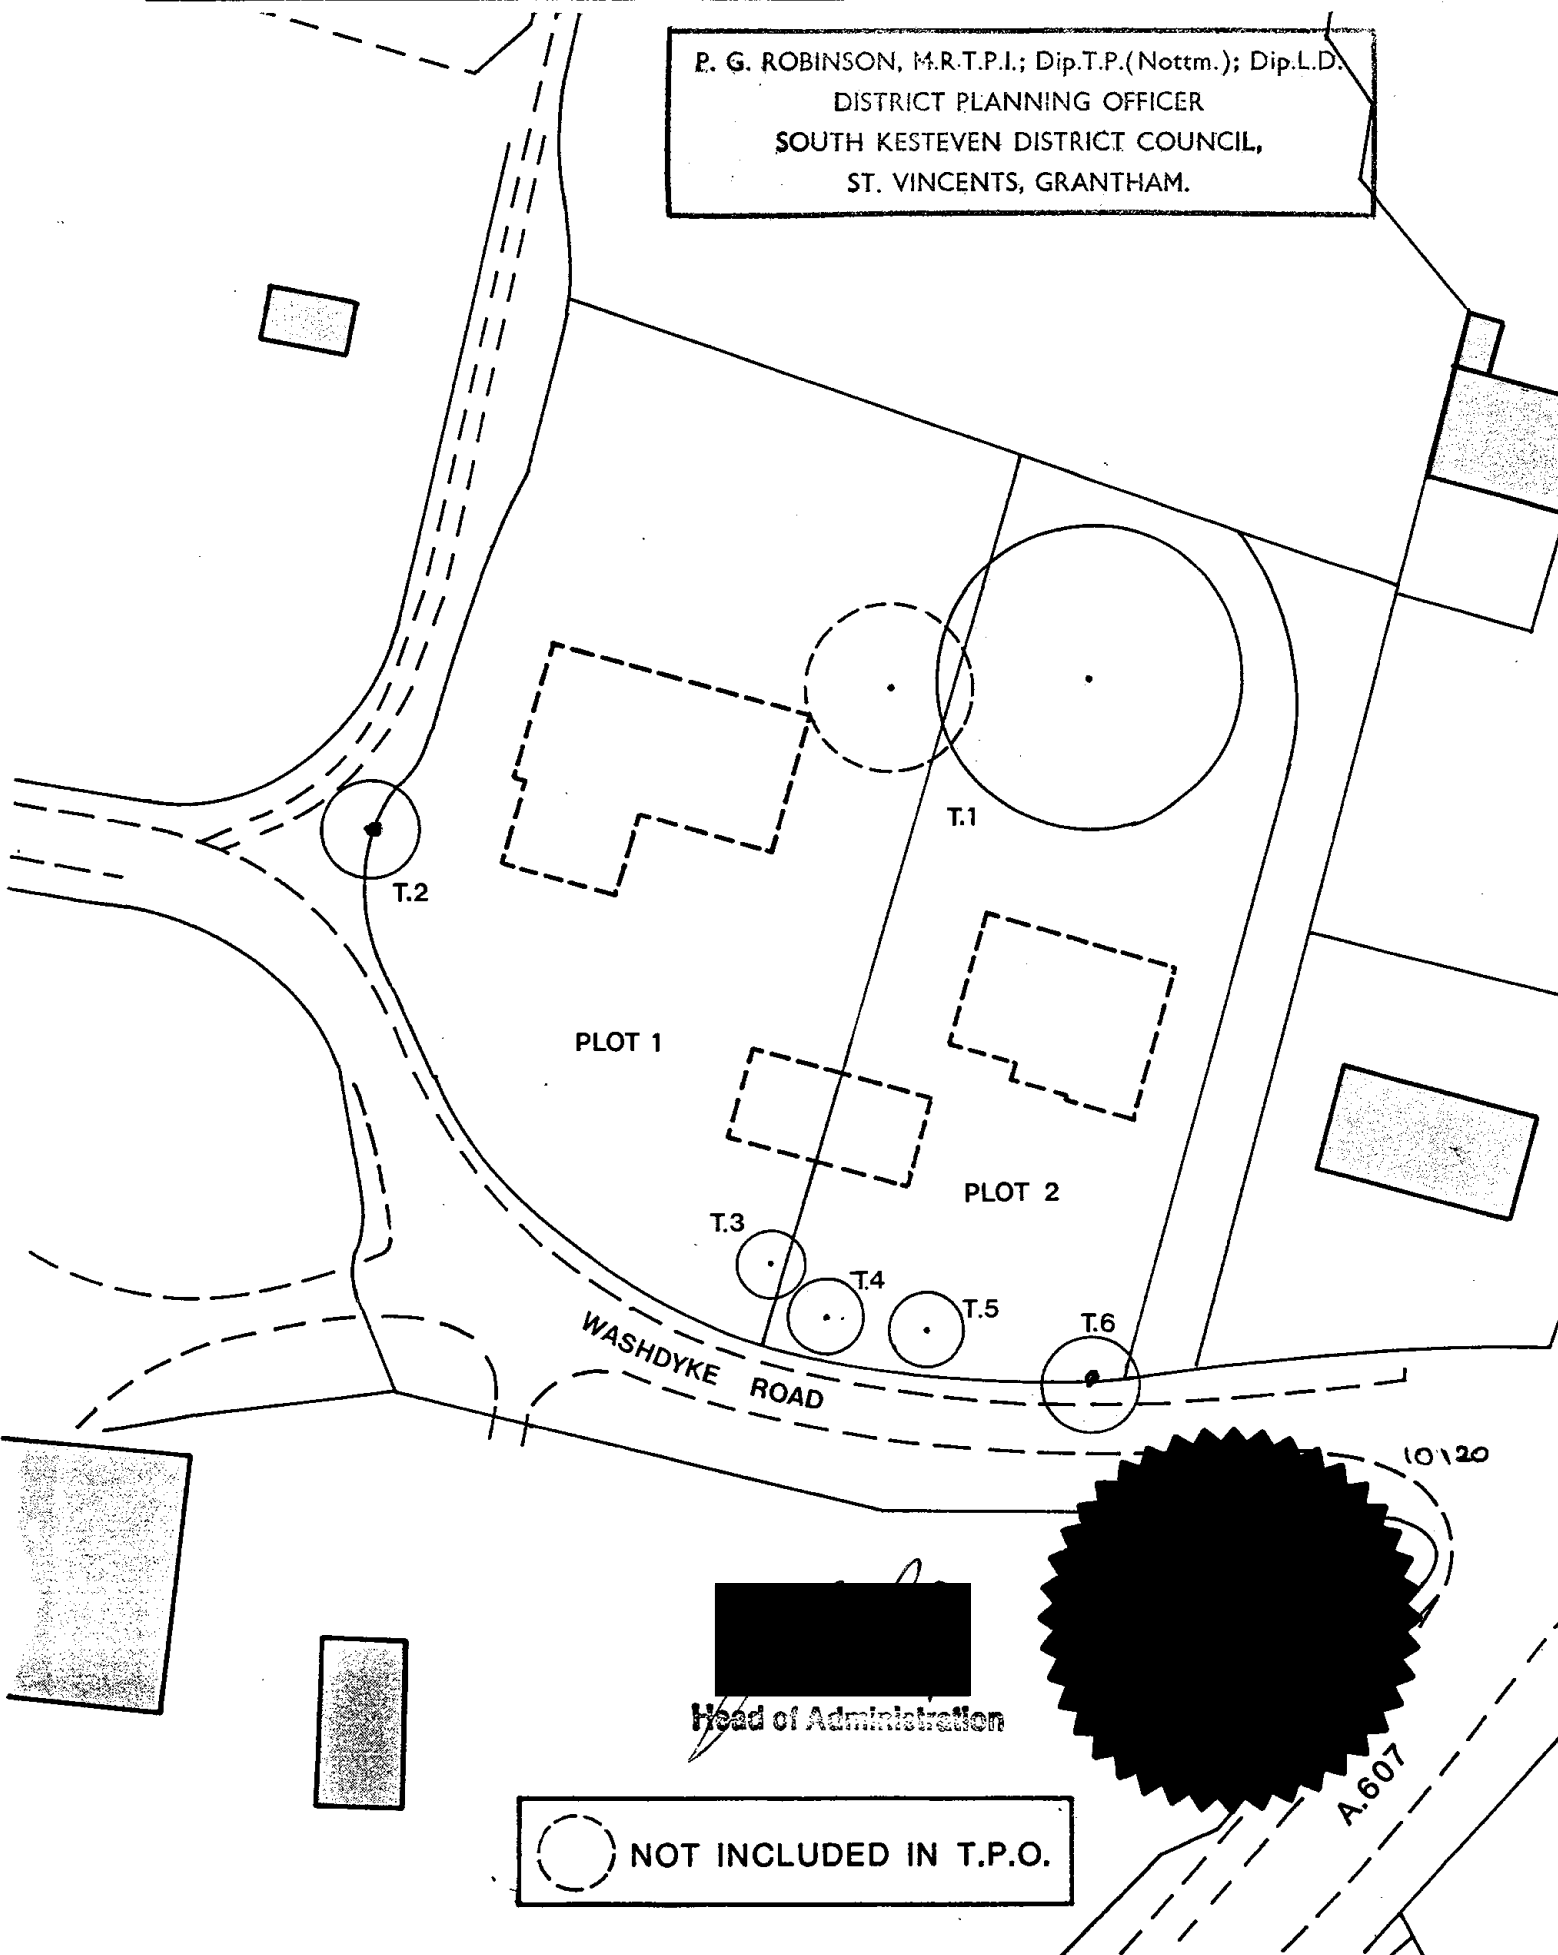 P. G. ROBINSON, M.R.T.P.I.; Dip.T.P.(Nottm.); Dip.L.D.
DISTRICT PLANNING OFFICER
SOUTH KESTEVEN DISTRICT COUNCIL,
ST. VINCENTS, GRANTHAM.
T.1
T.2
PLOT 1
PLOT 2
T.3
T.4
T.5
T.6
WASHDYKE ROAD
Head of Administration
A.607
NOT INCLUDED IN T.P.O.